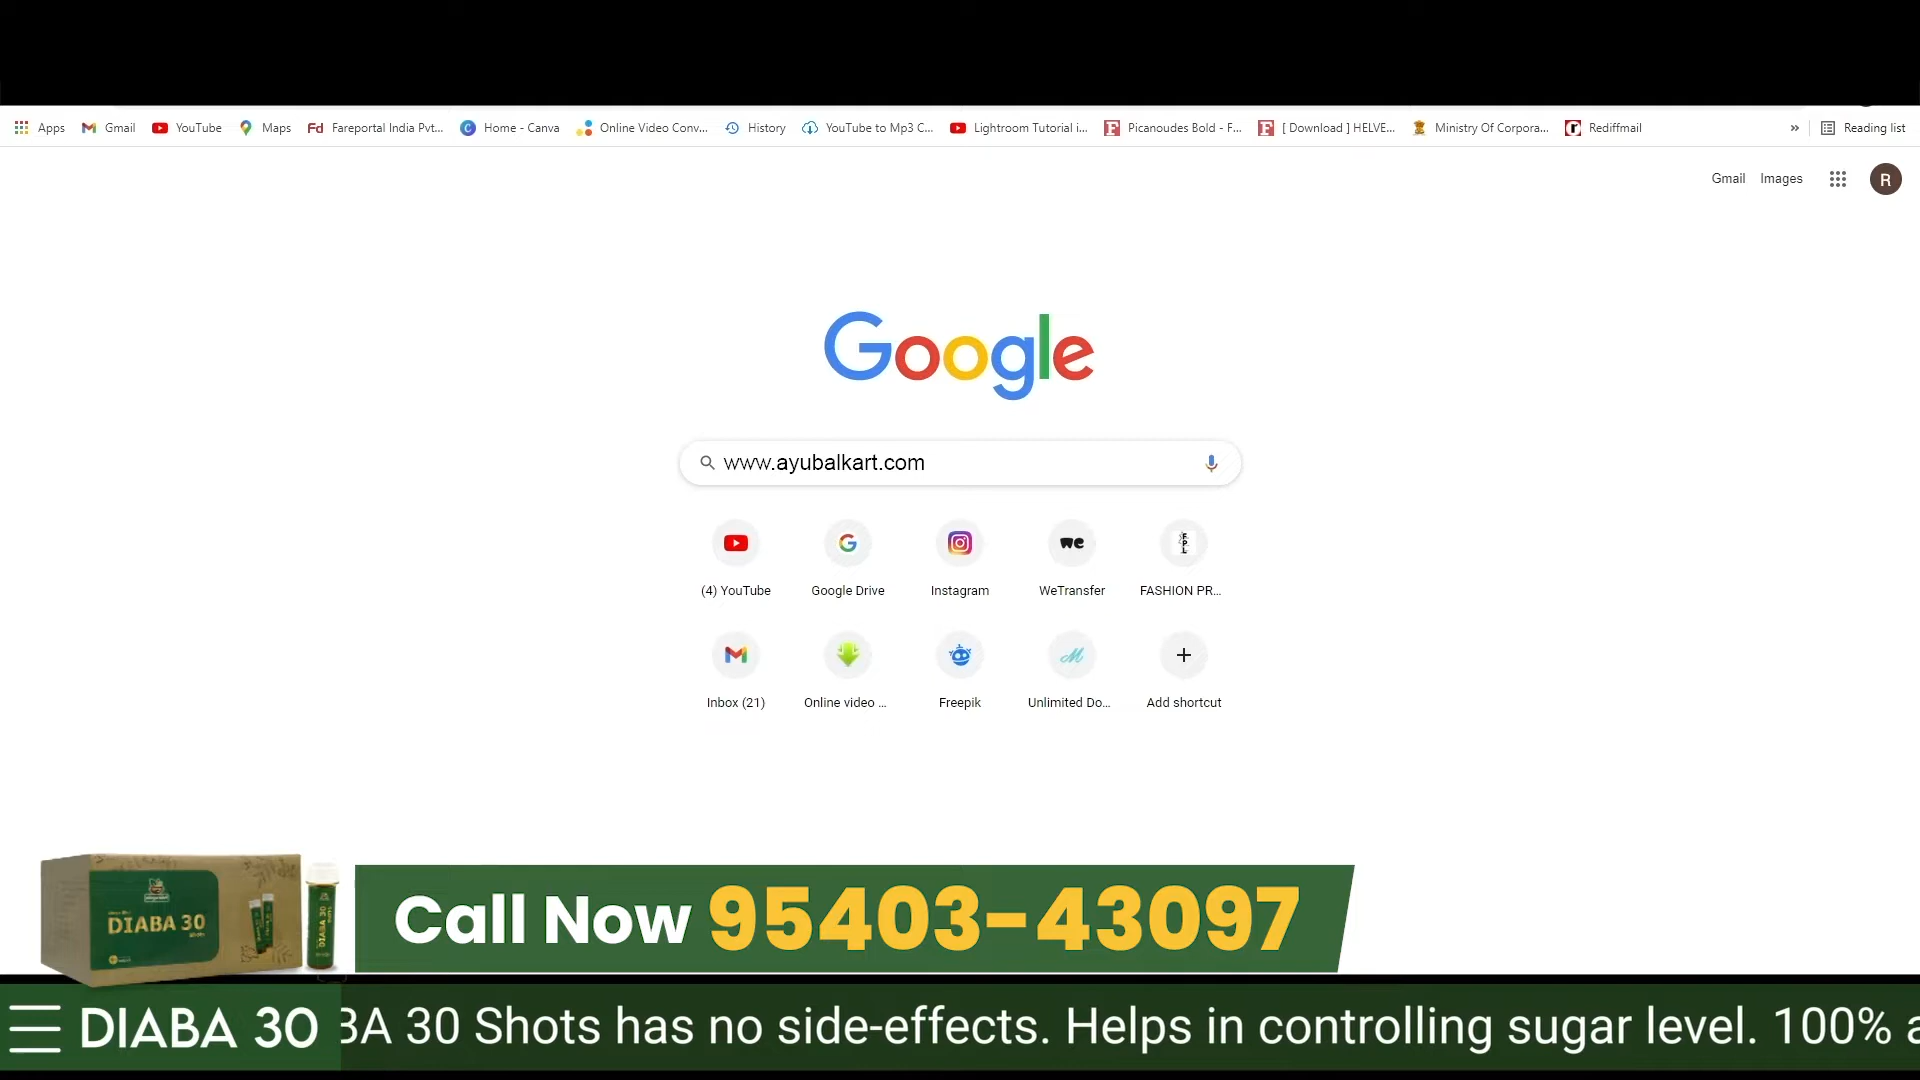 Apps Gmail YouTube Maps Fareportal India Pvt... Home - Canva Online Video Conv... History YouTube to Mp3 C... Lightroom Tutorial i... Picanoudes Bold - F... [ Download ] HELVE... Ministry Of Corpora... Rediffmail » Reading list
Gmail Images R
Google
www.ayubalkart.com
(4) YouTube Google Drive Instagram WeTransfer FASHION PR...
Inbox (21) Online video ... Freepik Unlimited Do... Add shortcut
DIABA 30
DIABA 30
Call Now 95403-43097
DIABA 30 BA 30 Shots has no side-effects. Helps in controlling sugar level. 100%